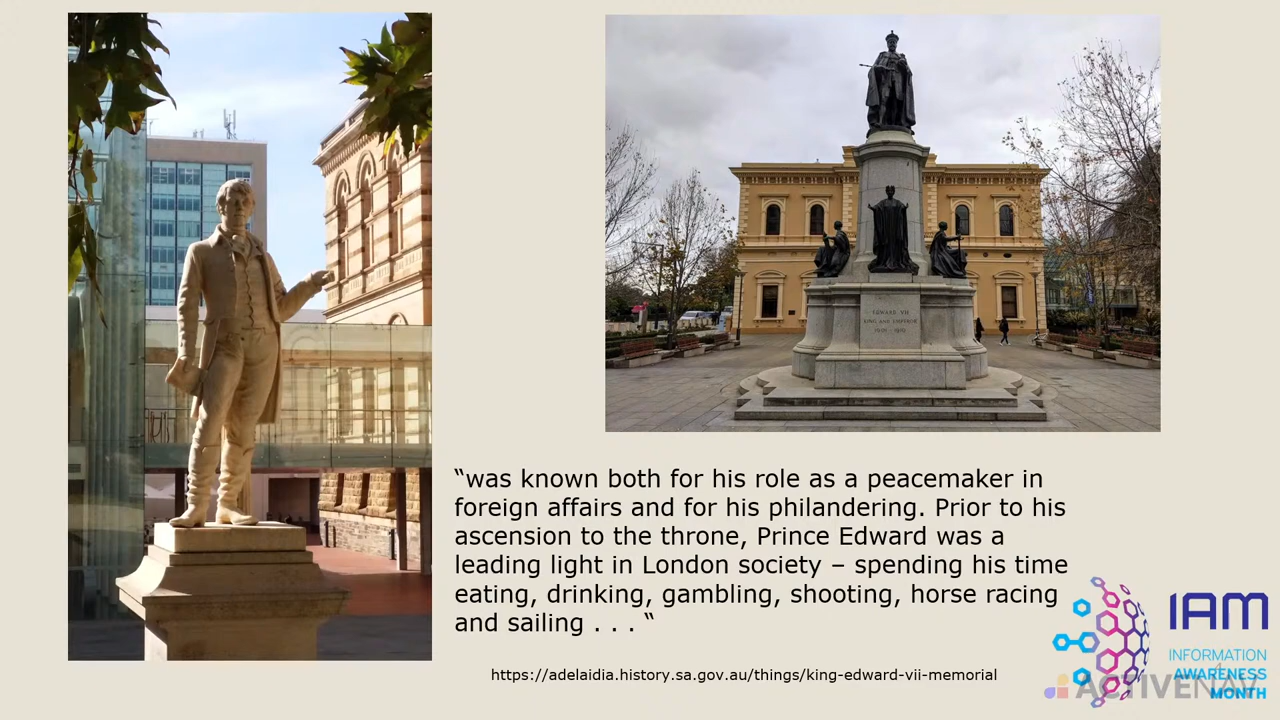 EDWARD VII
KING AND EMPEROR
1901 - 1910
“was known both for his role as a peacemaker in
foreign affairs and for his philandering. Prior to his
ascension to the throne, Prince Edward was a
leading light in London society – spending his time
eating, drinking, gambling, shooting, horse racing
and sailing . . . “
https://adelaidia.history.sa.gov.au/things/king-edward-vii-memorial
IAM
INFORMATION
AWARENESS
MONTH
ACTIVENAV